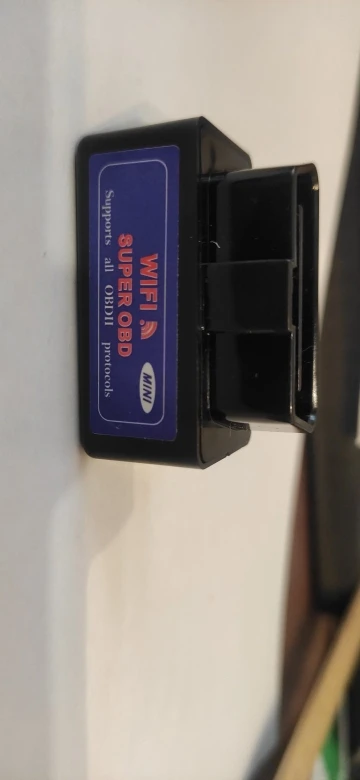 WIFI
SUPER OBD
MINI
Supports all OBDII protocols